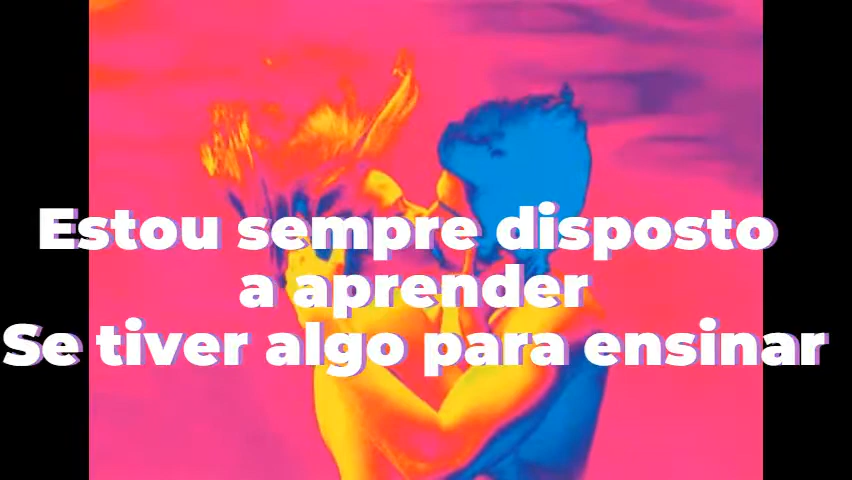 Estou sempre disposto
a aprender
Se tiver algo para ensinar